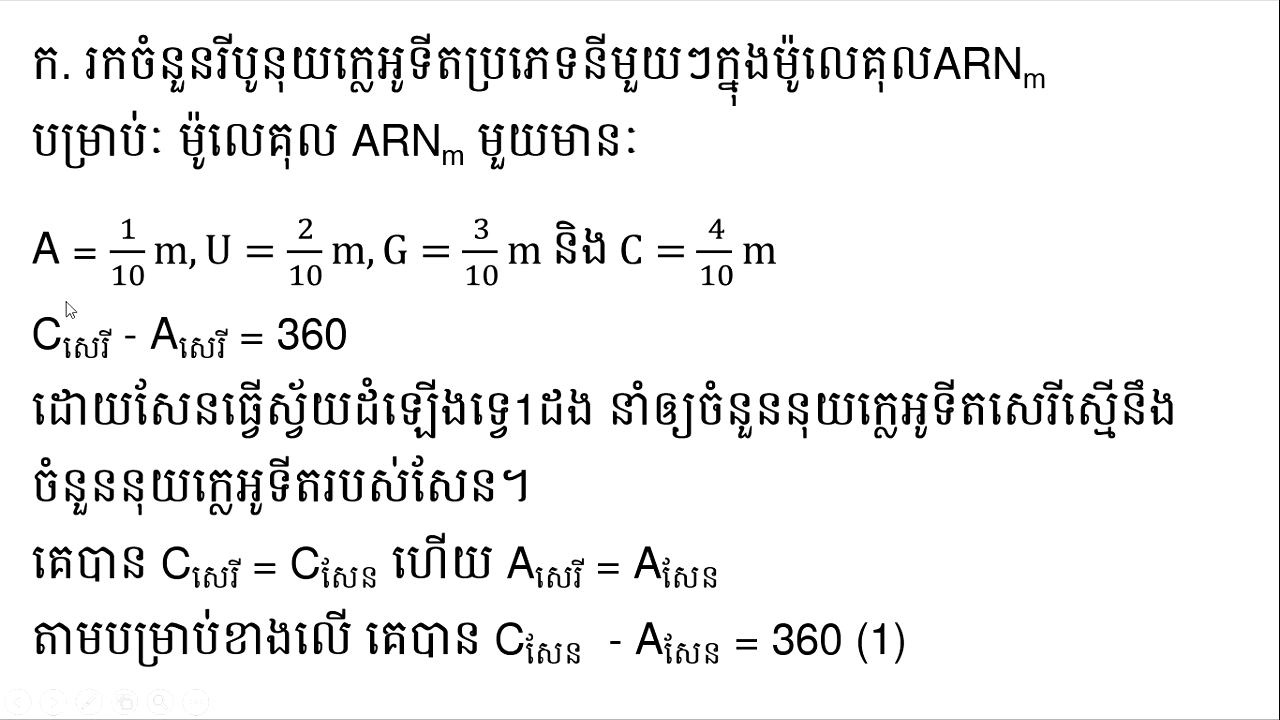 ក. រកចំនួនរីបូនុយក្លេអូទីតប្រភេទនីមួយៗក្នុងម៉ូលេគុលARNm
បម្រាប់ៈ ម៉ូលេគុល ARNm មួយមានៈ
A = 1/10 m, U = 2/10 m, G = 3/10 m និង C = 4/10 m
Cសេរី - Aសេរី = 360
ដោយសែនធ្វើស្វ័យដំឡើងទ្វេ1ដង នាំឲ្យចំនួននុយក្លេអូទីតសេរីស្មើនឹង
ចំនួននុយក្លេអូទីតរបស់សែន។
គេបាន Cសេរី = Cសែន ហើយ Aសេរី = Aសែន
តាមបម្រាប់ខាងលើ គេបាន Cសែន - Aសែន = 360 (1)